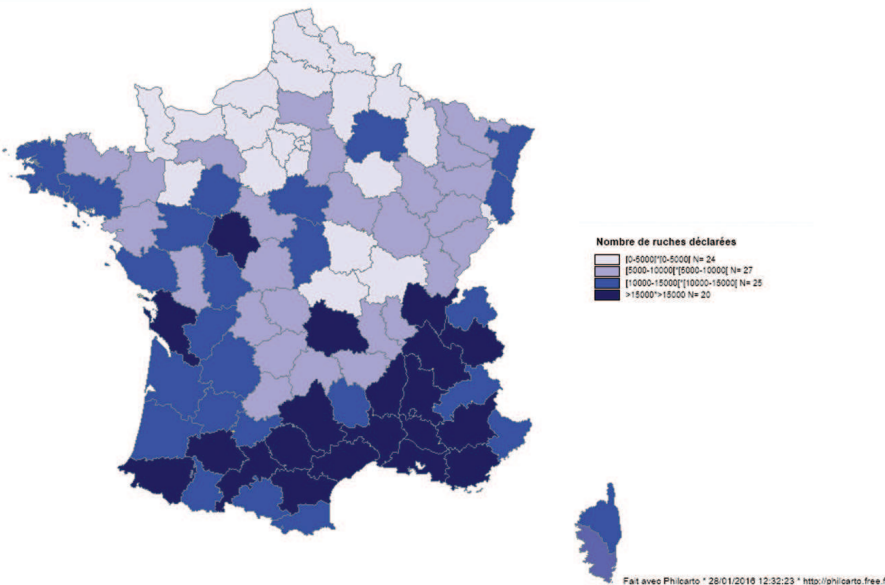 Nombre de ruches déclarées
[0-5000]*[0-5000[ N= 24
[5000-10000[*[5000-10000[ N= 27
[10000-15000[*[10000-15000[ N= 25
>15000*>15000 N= 20
Fait avec Philcarto * 28/01/2016 12:32:23 * http://philcarto.free.f